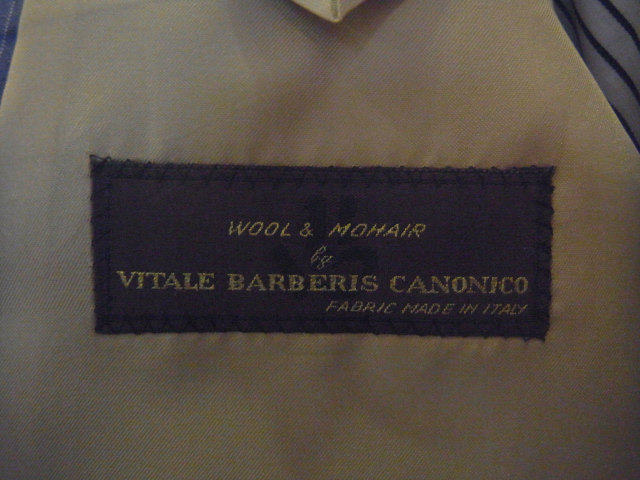 WOOL & MOHAIR
by
VITALE BARBERIS CANONICO
FABRIC MADE IN ITALY